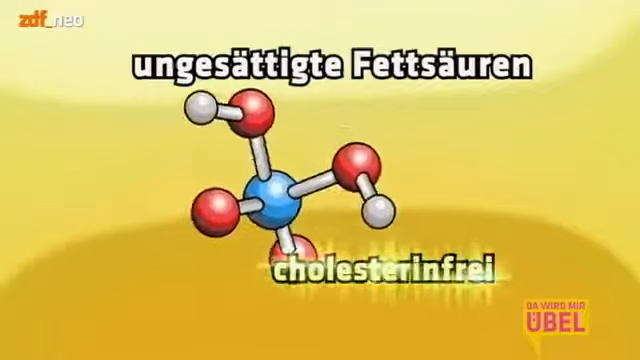 zdf_neo
ungesättigte Fettsäuren
cholesterinfrei
DA WIRD MIR
ÜBEL